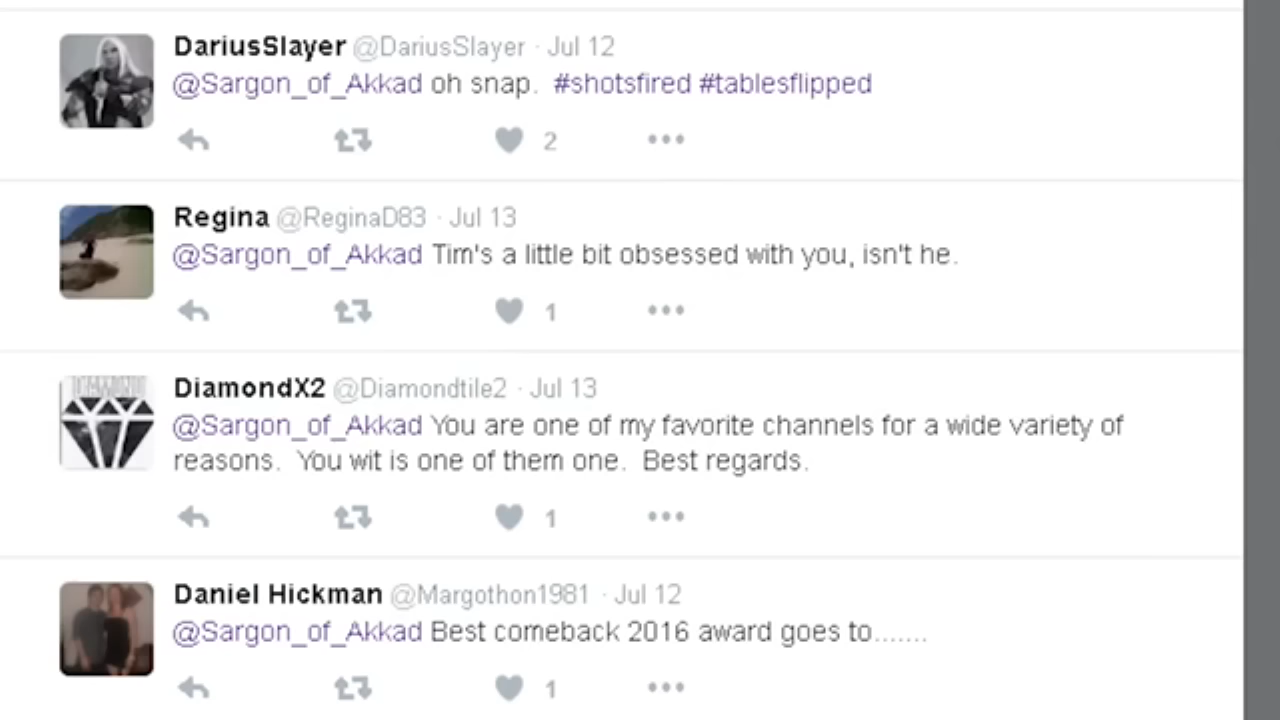 DariusSlayer @DariusSlayer · Jul 12
@Sargon_of_Akkad oh snap. #shotsfired #tablesflipped
2
Regina @ReginaD83 · Jul 13
@Sargon_of_Akkad Tim's a little bit obsessed with you, isn't he.
1
DiamondX2 @Diamondtile2 · Jul 13
@Sargon_of_Akkad You are one of my favorite channels for a wide variety of
reasons. You wit is one of them one. Best regards.
1
Daniel Hickman @Margothon1981 · Jul 12
@Sargon_of_Akkad Best comeback 2016 award goes to.......
1